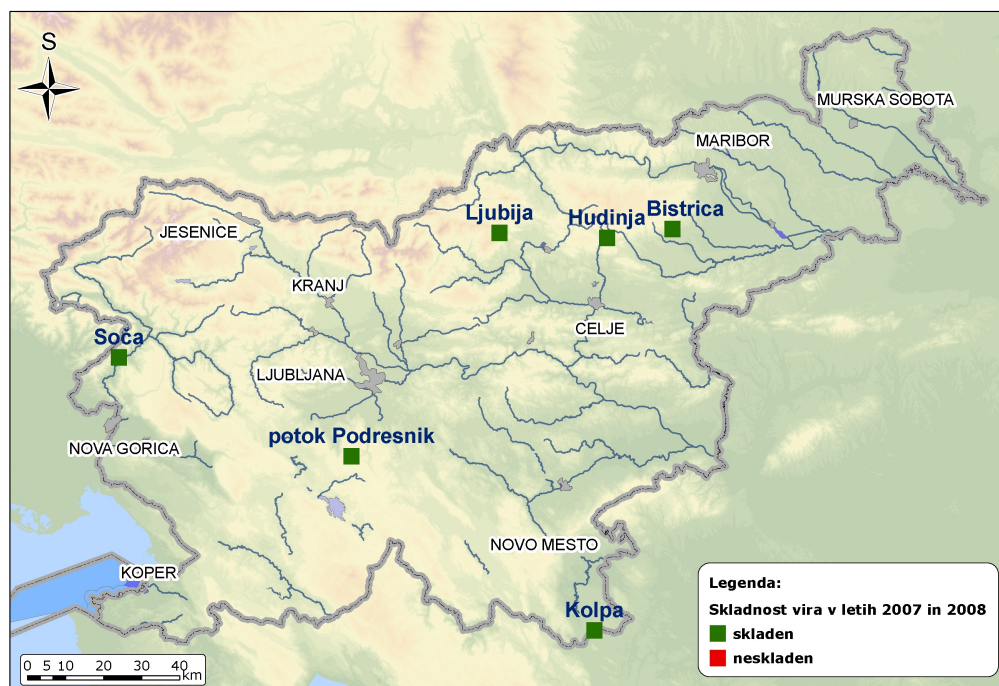 S
MURSKA SOBOTA
MARIBOR
Ljubija
Hudinja
Bistrica
JESENICE
KRANJ
CELJE
Soča
LJUBLJANA
potok Podresnik
NOVA GORICA
NOVO MESTO
KOPER
Kolpa
Legenda:
Skladnost vira v letih 2007 in 2008
skladen
neskladen
0 5 10 20 30 40
km